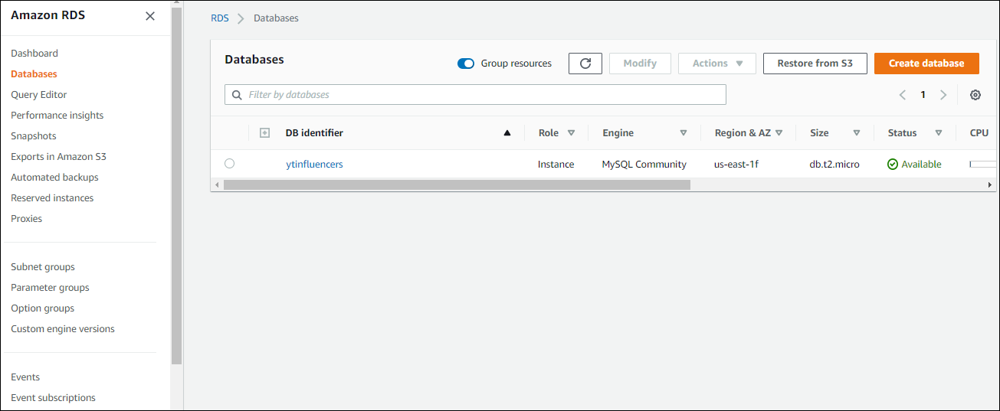 Amazon RDS
Dashboard
Databases
Query Editor
Performance insights
Snapshots
Exports in Amazon S3
Automated backups
Reserved instances
Proxies
Subnet groups
Parameter groups
Option groups
Custom engine versions
Events
Event subscriptions
RDS Databases
Databases Group resources Modify Actions Restore from S3 Create database
Filter by databases 1
DB identifier Role Engine Region & AZ Size Status CPU
ytinfluencers Instance MySQL Community us-east-1f db.t2.micro Available